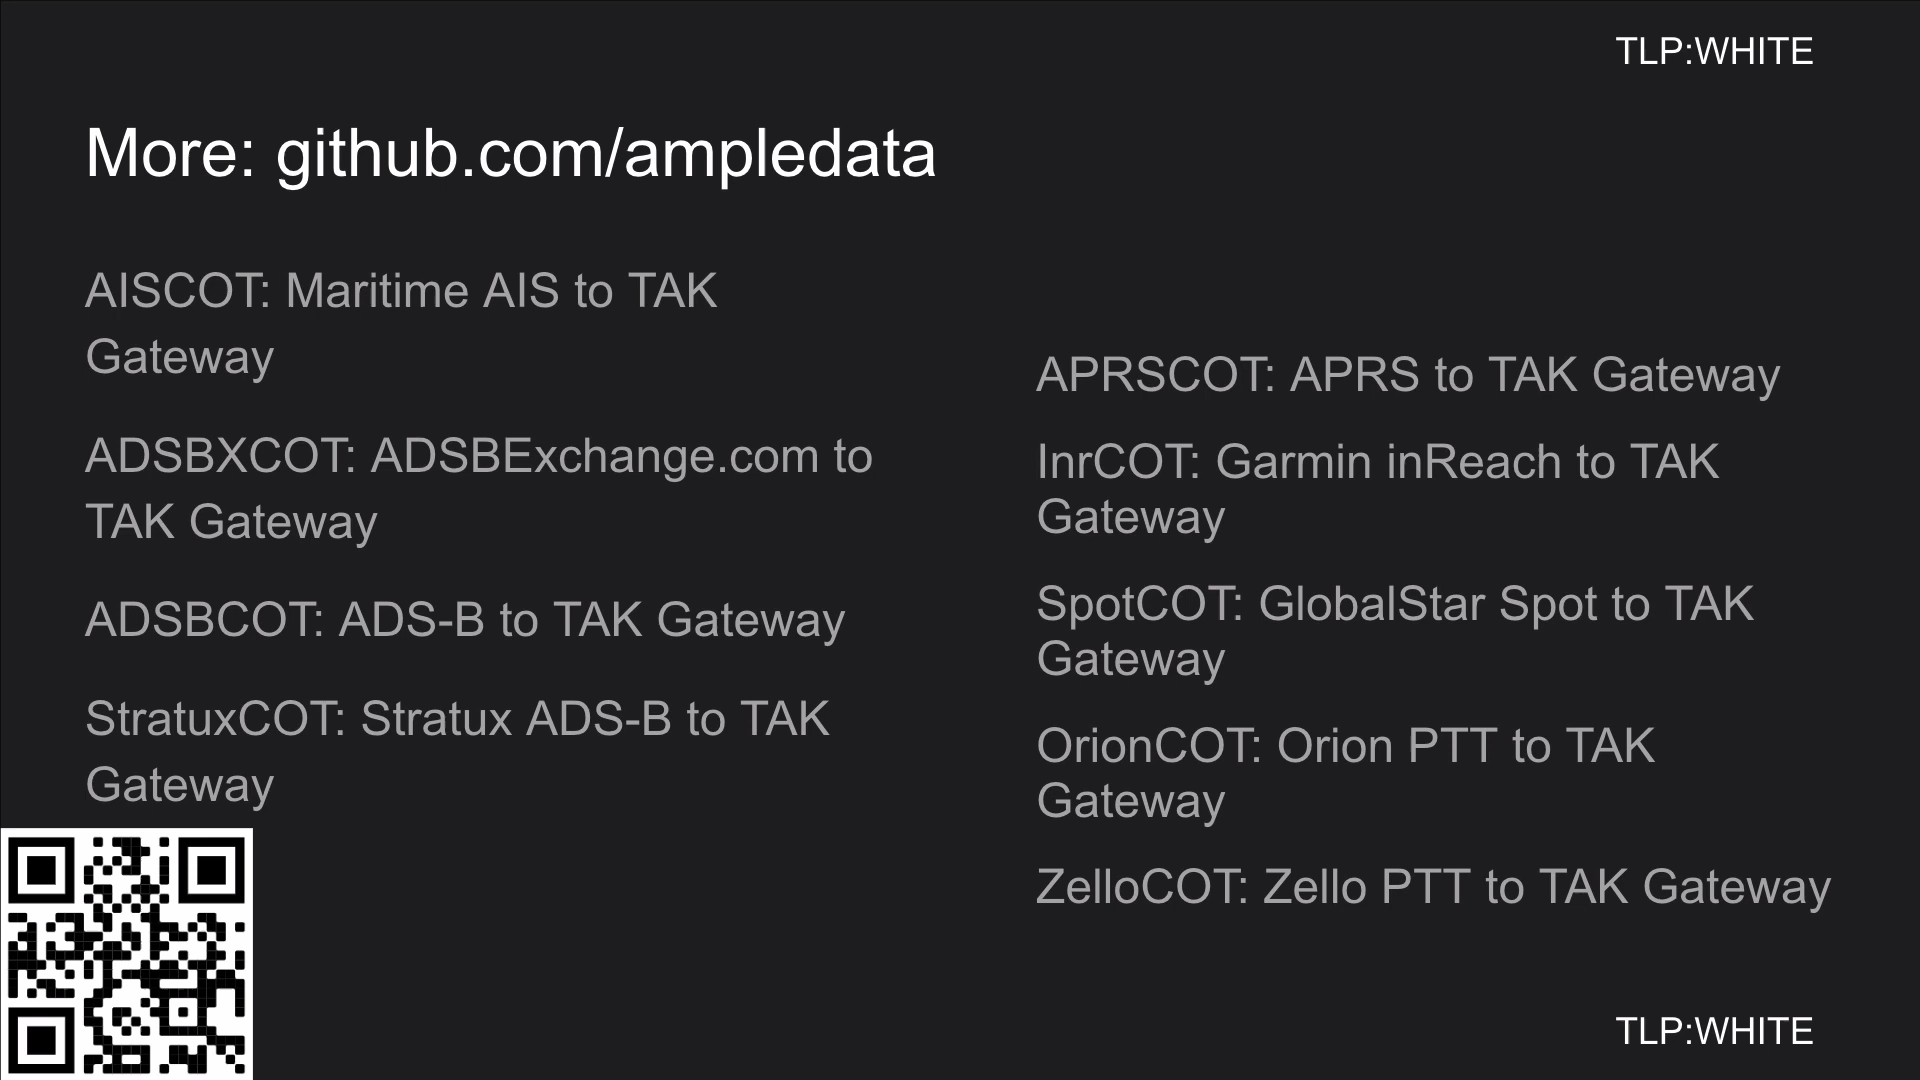 TLP:WHITE
More: github.com/ampledata
AISCOT: Maritime AIS to TAK
Gateway
ADSBXCOT: ADSBExchange.com to
TAK Gateway
ADSBCOT: ADS-B to TAK Gateway
StratuxCOT: Stratux ADS-B to TAK
Gateway
APRSCOT: APRS to TAK Gateway
InrCOT: Garmin inReach to TAK
Gateway
SpotCOT: GlobalStar Spot to TAK
Gateway
OrionCOT: Orion PTT to TAK
Gateway
ZelloCOT: Zello PTT to TAK Gateway
TLP:WHITE